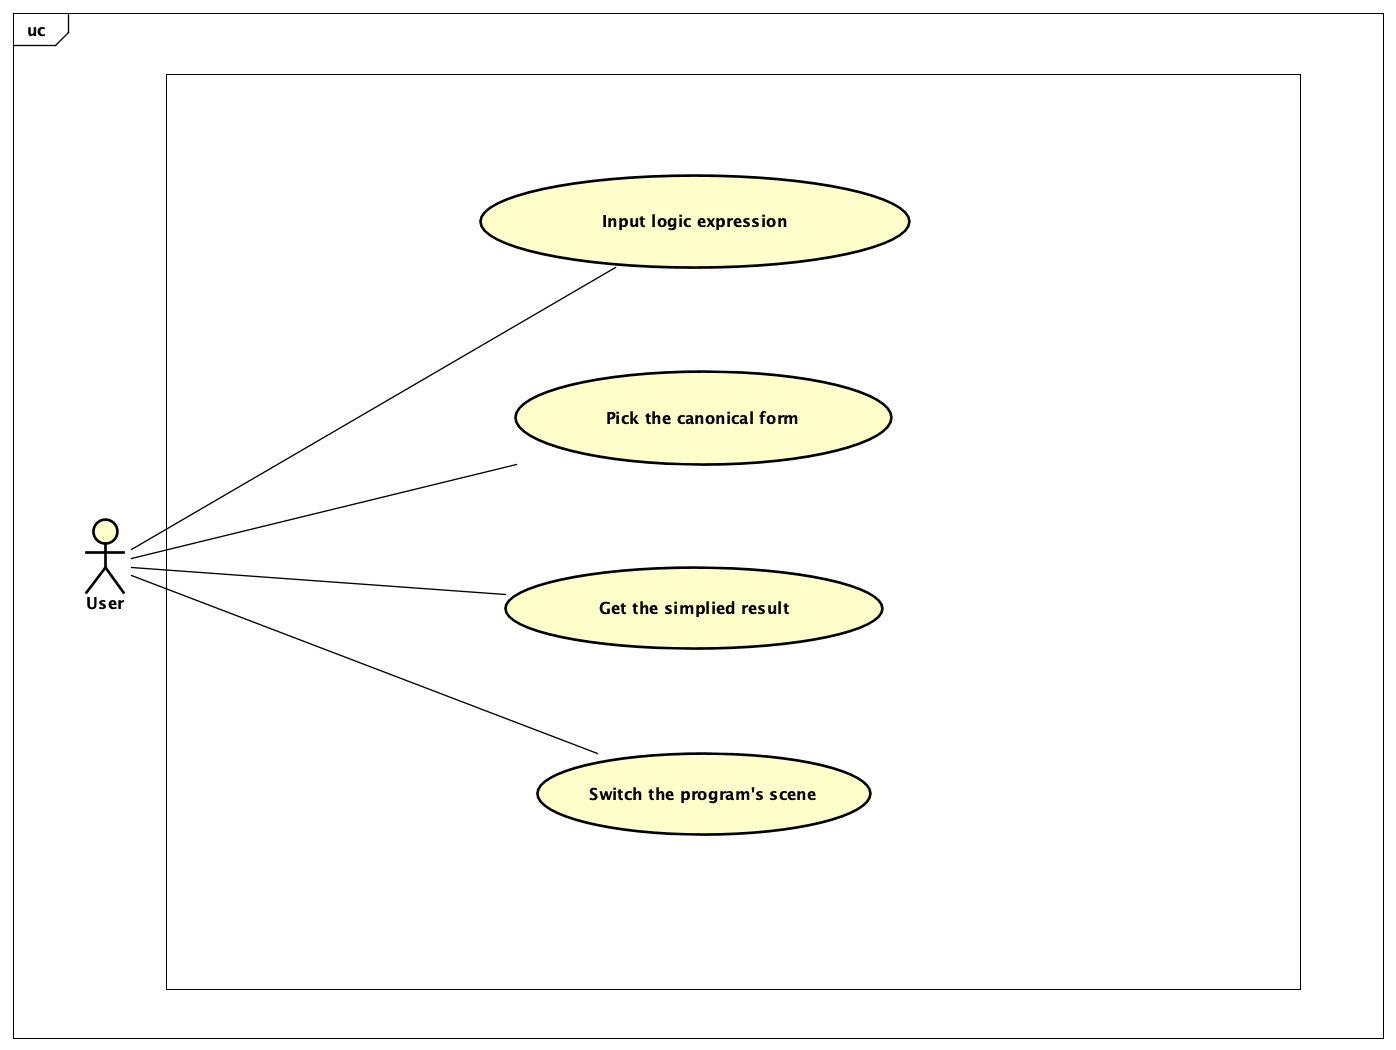 uc
Input logic expression
Pick the canonical form
User
Get the simplied result
Switch the program's scene